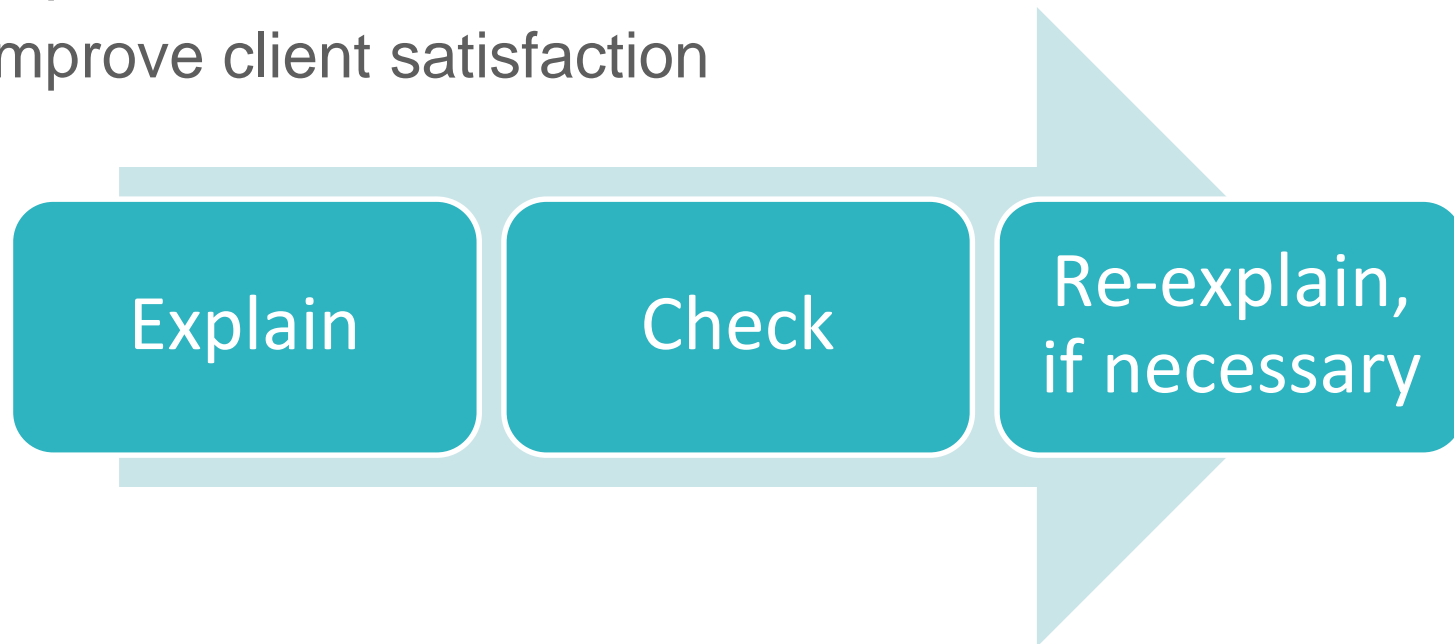 mprove client satisfaction
Explain
Check
Re-explain,
if necessary